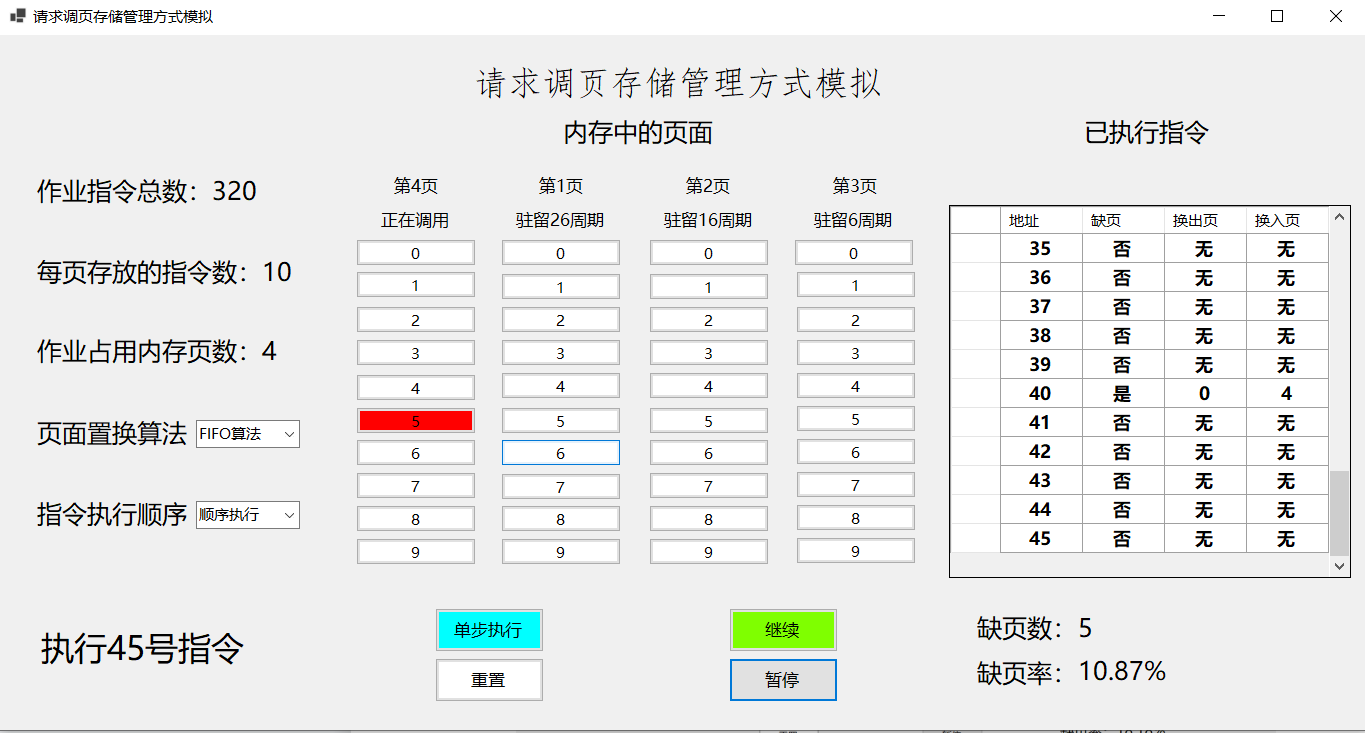 请求调页存储管理方式模拟
请求调页存储管理方式模拟
内存中的页面
已执行指令
作业指令总数：320
每页存放的指令数：10
作业占用内存页数：4
页面置换算法 FIFO算法
指令执行顺序 顺序执行
第4页 第1页 第2页 第3页
正在调用 驻留26周期 驻留16周期 驻留6周期
0 0 0 0
1 1 1 1
2 2 2 2
3 3 3 3
4 4 4 4
5 5 5 5
6 6 6 6
7 7 7 7
8 8 8 8
9 9 9 9
地址 缺页 换出页 换入页
35 否 无 无
36 否 无 无
37 否 无 无
38 否 无 无
39 否 无 无
40 是 0 4
41 否 无 无
42 否 无 无
43 否 无 无
44 否 无 无
45 否 无 无
执行45号指令
单步执行 继续
重置 暂停
缺页数：5
缺页率：10.87%